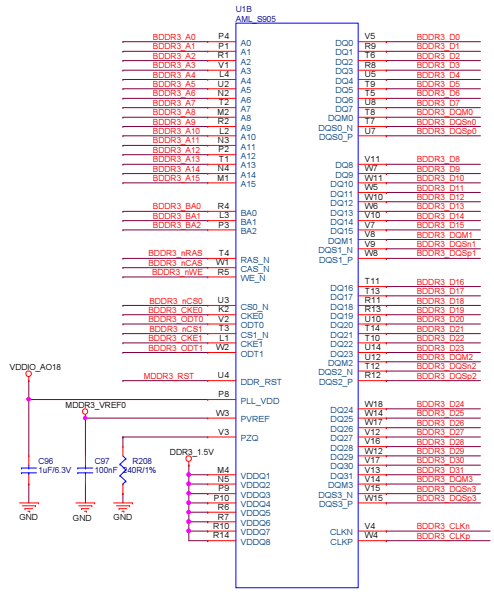 U1B
AML_S905
BDDR3_A0 P4 A0
BDDR3_A1 P1 A1
BDDR3_A2 R1 A2
BDDR3_A3 V1 A3
BDDR3_A4 L4 A4
BDDR3_A5 U2 A5
BDDR3_A6 N2 A6
BDDR3_A7 T2 A7
BDDR3_A8 M2 A8
BDDR3_A9 R2 A9
BDDR3_A10 L2 A10
BDDR3_A11 N3 A11
BDDR3_A12 P2 A12
BDDR3_A13 T1 A13
BDDR3_A14 N4 A14
BDDR3_A15 M1 A15
BDDR3_BA0 R4 BA0
BDDR3_BA1 L3 BA1
BDDR3_BA2 P3 BA2
BDDR3_nRAS T4 RAS_N
BDDR3_nCAS W1 CAS_N
BDDR3_nWE R5 WE_N
BDDR3_nCS0 U3 CS0_N
BDDR3_CKE0 K2 CKE0
BDDR3_ODT0 V2 ODT0
BDDR3_nCS1 T3 CS1_N
BDDR3_CKE1 L1 CKE1
BDDR3_ODT1 W2 ODT1
MDDR3_RST U4 DDR_RST
VDDIO_AO18
P8 PLL_VDD
MDDR3_VREF0
W3 PVREF
V3 PZQ
C96
1uF/6.3V
C97
100nF
R208
240R/1%
GND
GND
GND
DDR3_1.5V
M4 VDDQ1
N5 VDDQ2
P9 VDDQ3
P10 VDDQ4
R6 VDDQ5
R7 VDDQ6
R10 VDDQ7
R14 VDDQ8
DQ0 V5 BDDR3_D0
DQ1 R9 BDDR3_D1
DQ2 T6 BDDR3_D2
DQ3 R8 BDDR3_D3
DQ4 U5 BDDR3_D4
DQ5 T9 BDDR3_D5
DQ6 T5 BDDR3_D6
DQ7 U8 BDDR3_D7
DQM0 T8 BDDR3_DQM0
DQS0_N T7 BDDR3_DQSn0
DQS0_P U7 BDDR3_DQSp0
DQ8 V11 BDDR3_D8
DQ9 W7 BDDR3_D9
DQ10 W11 BDDR3_D10
DQ11 W5 BDDR3_D11
DQ12 W10 BDDR3_D12
DQ13 W6 BDDR3_D13
DQ14 V10 BDDR3_D14
DQ15 V7 BDDR3_D15
DQM1 V8 BDDR3_DQM1
DQS1_N V9 BDDR3_DQSn1
DQS1_P W8 BDDR3_DQSp1
DQ16 T11 BDDR3_D16
DQ17 T13 BDDR3_D17
DQ18 R11 BDDR3_D18
DQ19 R13 BDDR3_D19
DQ20 U10 BDDR3_D20
DQ21 T14 BDDR3_D21
DQ22 T10 BDDR3_D22
DQ23 U14 BDDR3_D23
DQM2 U12 BDDR3_DQM2
DQS2_N T12 BDDR3_DQSn2
DQS2_P R12 BDDR3_DQSp2
DQ24 W18 BDDR3_D24
DQ25 W14 BDDR3_D25
DQ26 W17 BDDR3_D26
DQ27 V12 BDDR3_D27
DQ28 V16 BDDR3_D28
DQ29 W12 BDDR3_D29
DQ30 V17 BDDR3_D30
DQ31 V13 BDDR3_D31
DQM3 V14 BDDR3_DQM3
DQS3_N V15 BDDR3_DQSn3
DQS3_P W15 BDDR3_DQSp3
CLKN V4 BDDR3_CLKn
CLKP W4 BDDR3_CLKp